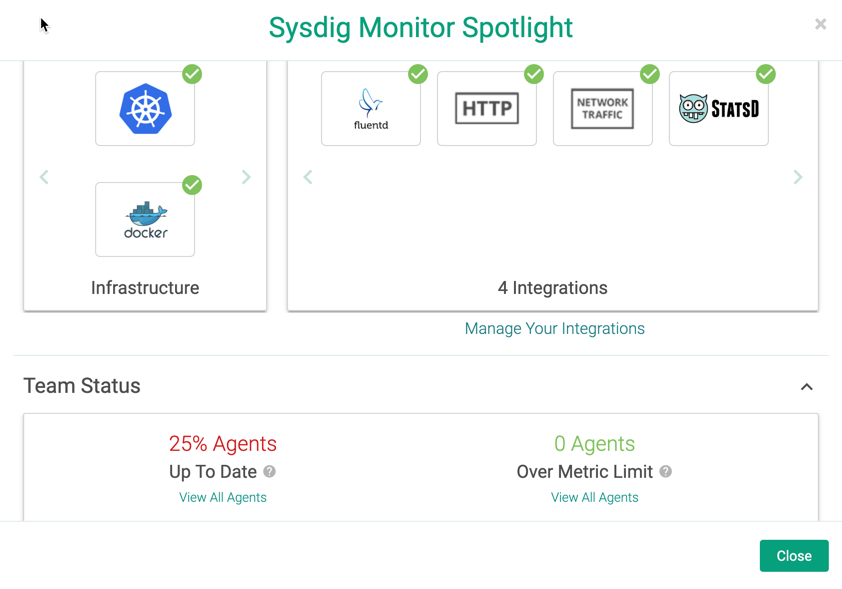 Sysdig Monitor Spotlight
fluentd
HTTP
NETWORK
TRAFFIC
STATSD
docker
Infrastructure
4 Integrations
Manage Your Integrations
Team Status
25% Agents
Up To Date ?
View All Agents
0 Agents
Over Metric Limit ?
View All Agents
Close